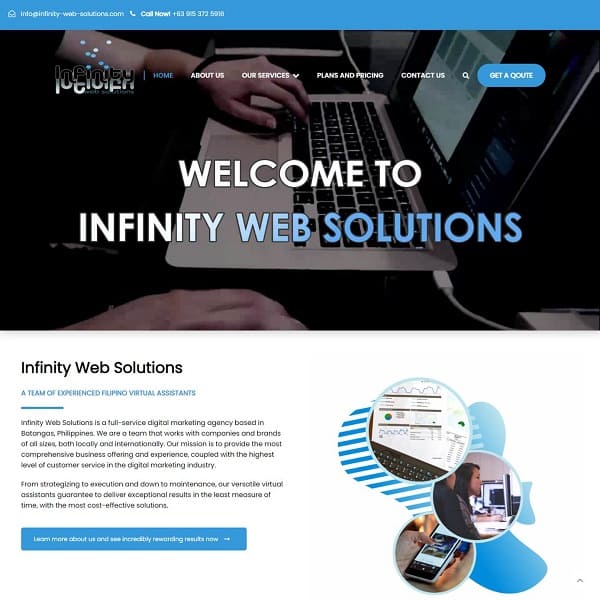 info@infinity-web-solutions.com Call Now! +63 915 372 5918
Infinity
web solutions
HOME ABOUT US OUR SERVICES PLANS AND PRICING CONTACT US GET A QOUTE
WELCOME TO
INFINITY WEB SOLUTIONS
Infinity Web Solutions
A TEAM OF EXPERIENCED FILIPINO VIRTUAL ASSISTANTS
Infinity Web Solutions is a full-service digital marketing agency based in
Batangas, Philippines. We are a team that works with companies and brands
of all sizes, both locally and internationally. Our mission is to provide the most
comprehensive business offering and experience, coupled with the highest
level of customer service in the digital marketing industry.
From strategizing to execution and down to maintenance, our versatile virtual
assistants guarantee to deliver exceptional results in the least measure of
time, with the most cost-effective solutions.
Learn more about us and see incredibly rewarding results now →